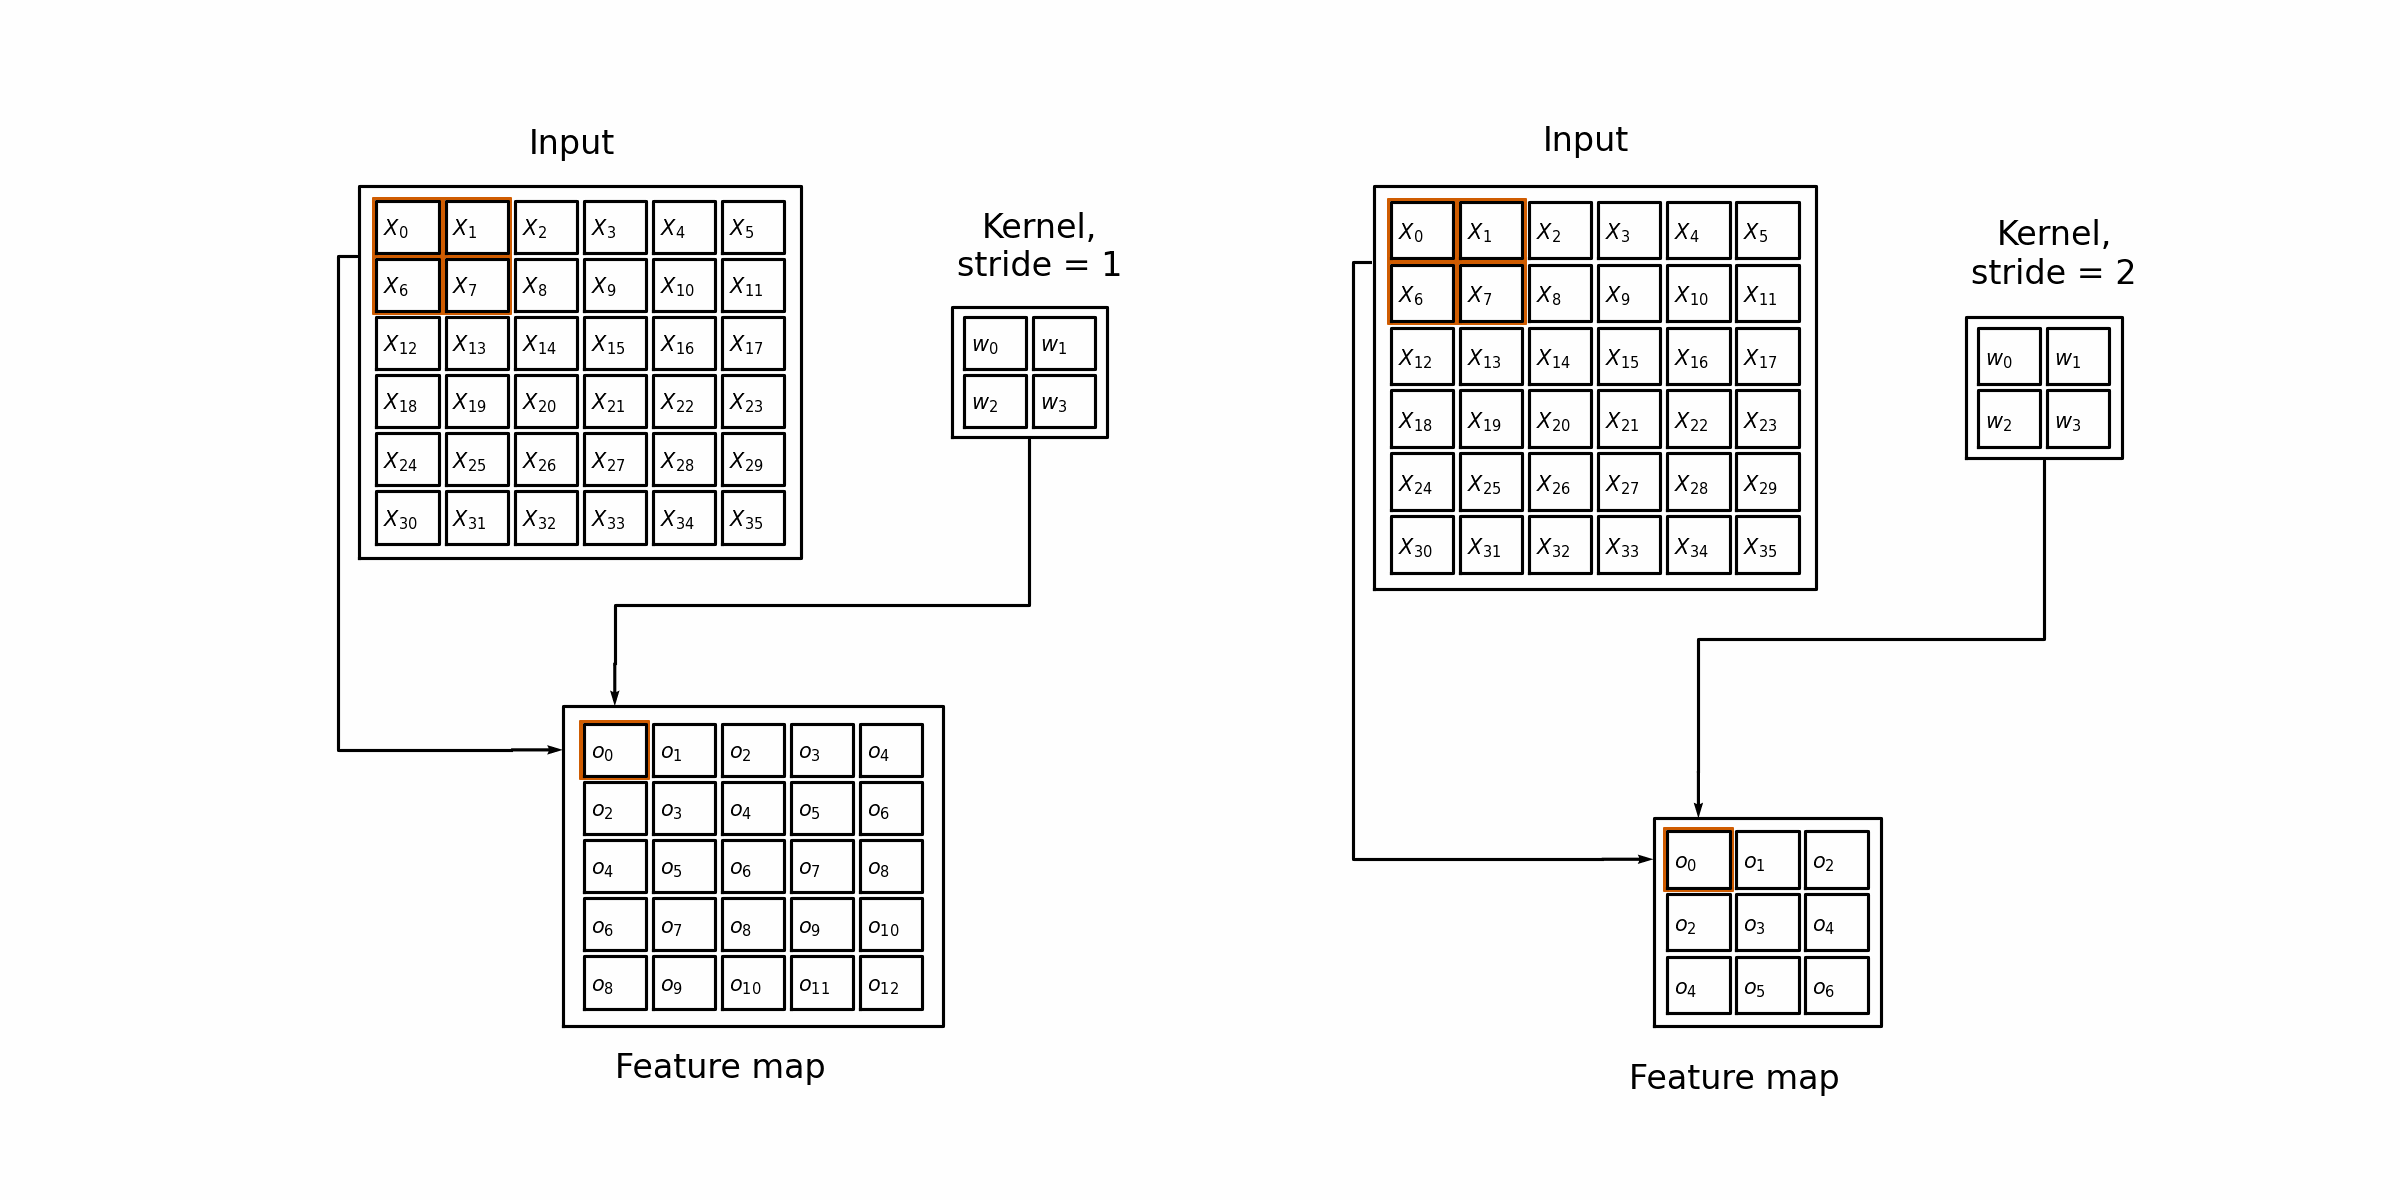 Input
X₀ X₁ X₂ X₃ X₄ X₅
X₆ X₇ X₈ X₉ X₁₀ X₁₁
X₁₂ X₁₃ X₁₄ X₁₅ X₁₆ X₁₇
X₁₈ X₁₉ X₂₀ X₂₁ X₂₂ X₂₃
X₂₄ X₂₅ X₂₆ X₂₇ X₂₈ X₂₉
X₃₀ X₃₁ X₃₂ X₃₃ X₃₄ X₃₅
Kernel,
stride = 1
w₀ w₁
w₂ w₃
o₀ o₁ o₂ o₃ o₄
o₂ o₃ o₄ o₅ o₆
o₄ o₅ o₆ o₇ o₈
o₆ o₇ o₈ o₉ o₁₀
o₈ o₉ o₁₀ o₁₁ o₁₂
Feature map
Input
X₀ X₁ X₂ X₃ X₄ X₅
X₆ X₇ X₈ X₉ X₁₀ X₁₁
X₁₂ X₁₃ X₁₄ X₁₅ X₁₆ X₁₇
X₁₈ X₁₉ X₂₀ X₂₁ X₂₂ X₂₃
X₂₄ X₂₅ X₂₆ X₂₇ X₂₈ X₂₉
X₃₀ X₃₁ X₃₂ X₃₃ X₃₄ X₃₅
Kernel,
stride = 2
w₀ w₁
w₂ w₃
o₀ o₁ o₂
o₂ o₃ o₄
o₄ o₅ o₆
Feature map